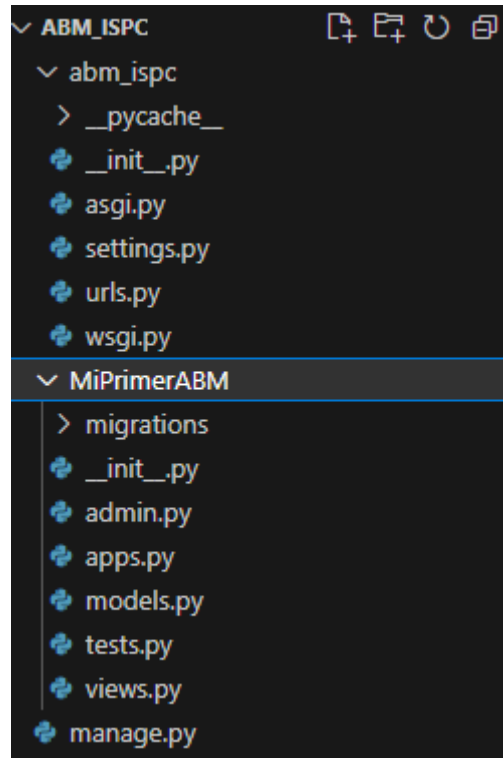 ABM_ISPC
abm_ispc
__pycache__
__init__.py
asgi.py
settings.py
urls.py
wsgi.py
MiPrimerABM
migrations
__init__.py
admin.py
apps.py
models.py
tests.py
views.py
manage.py